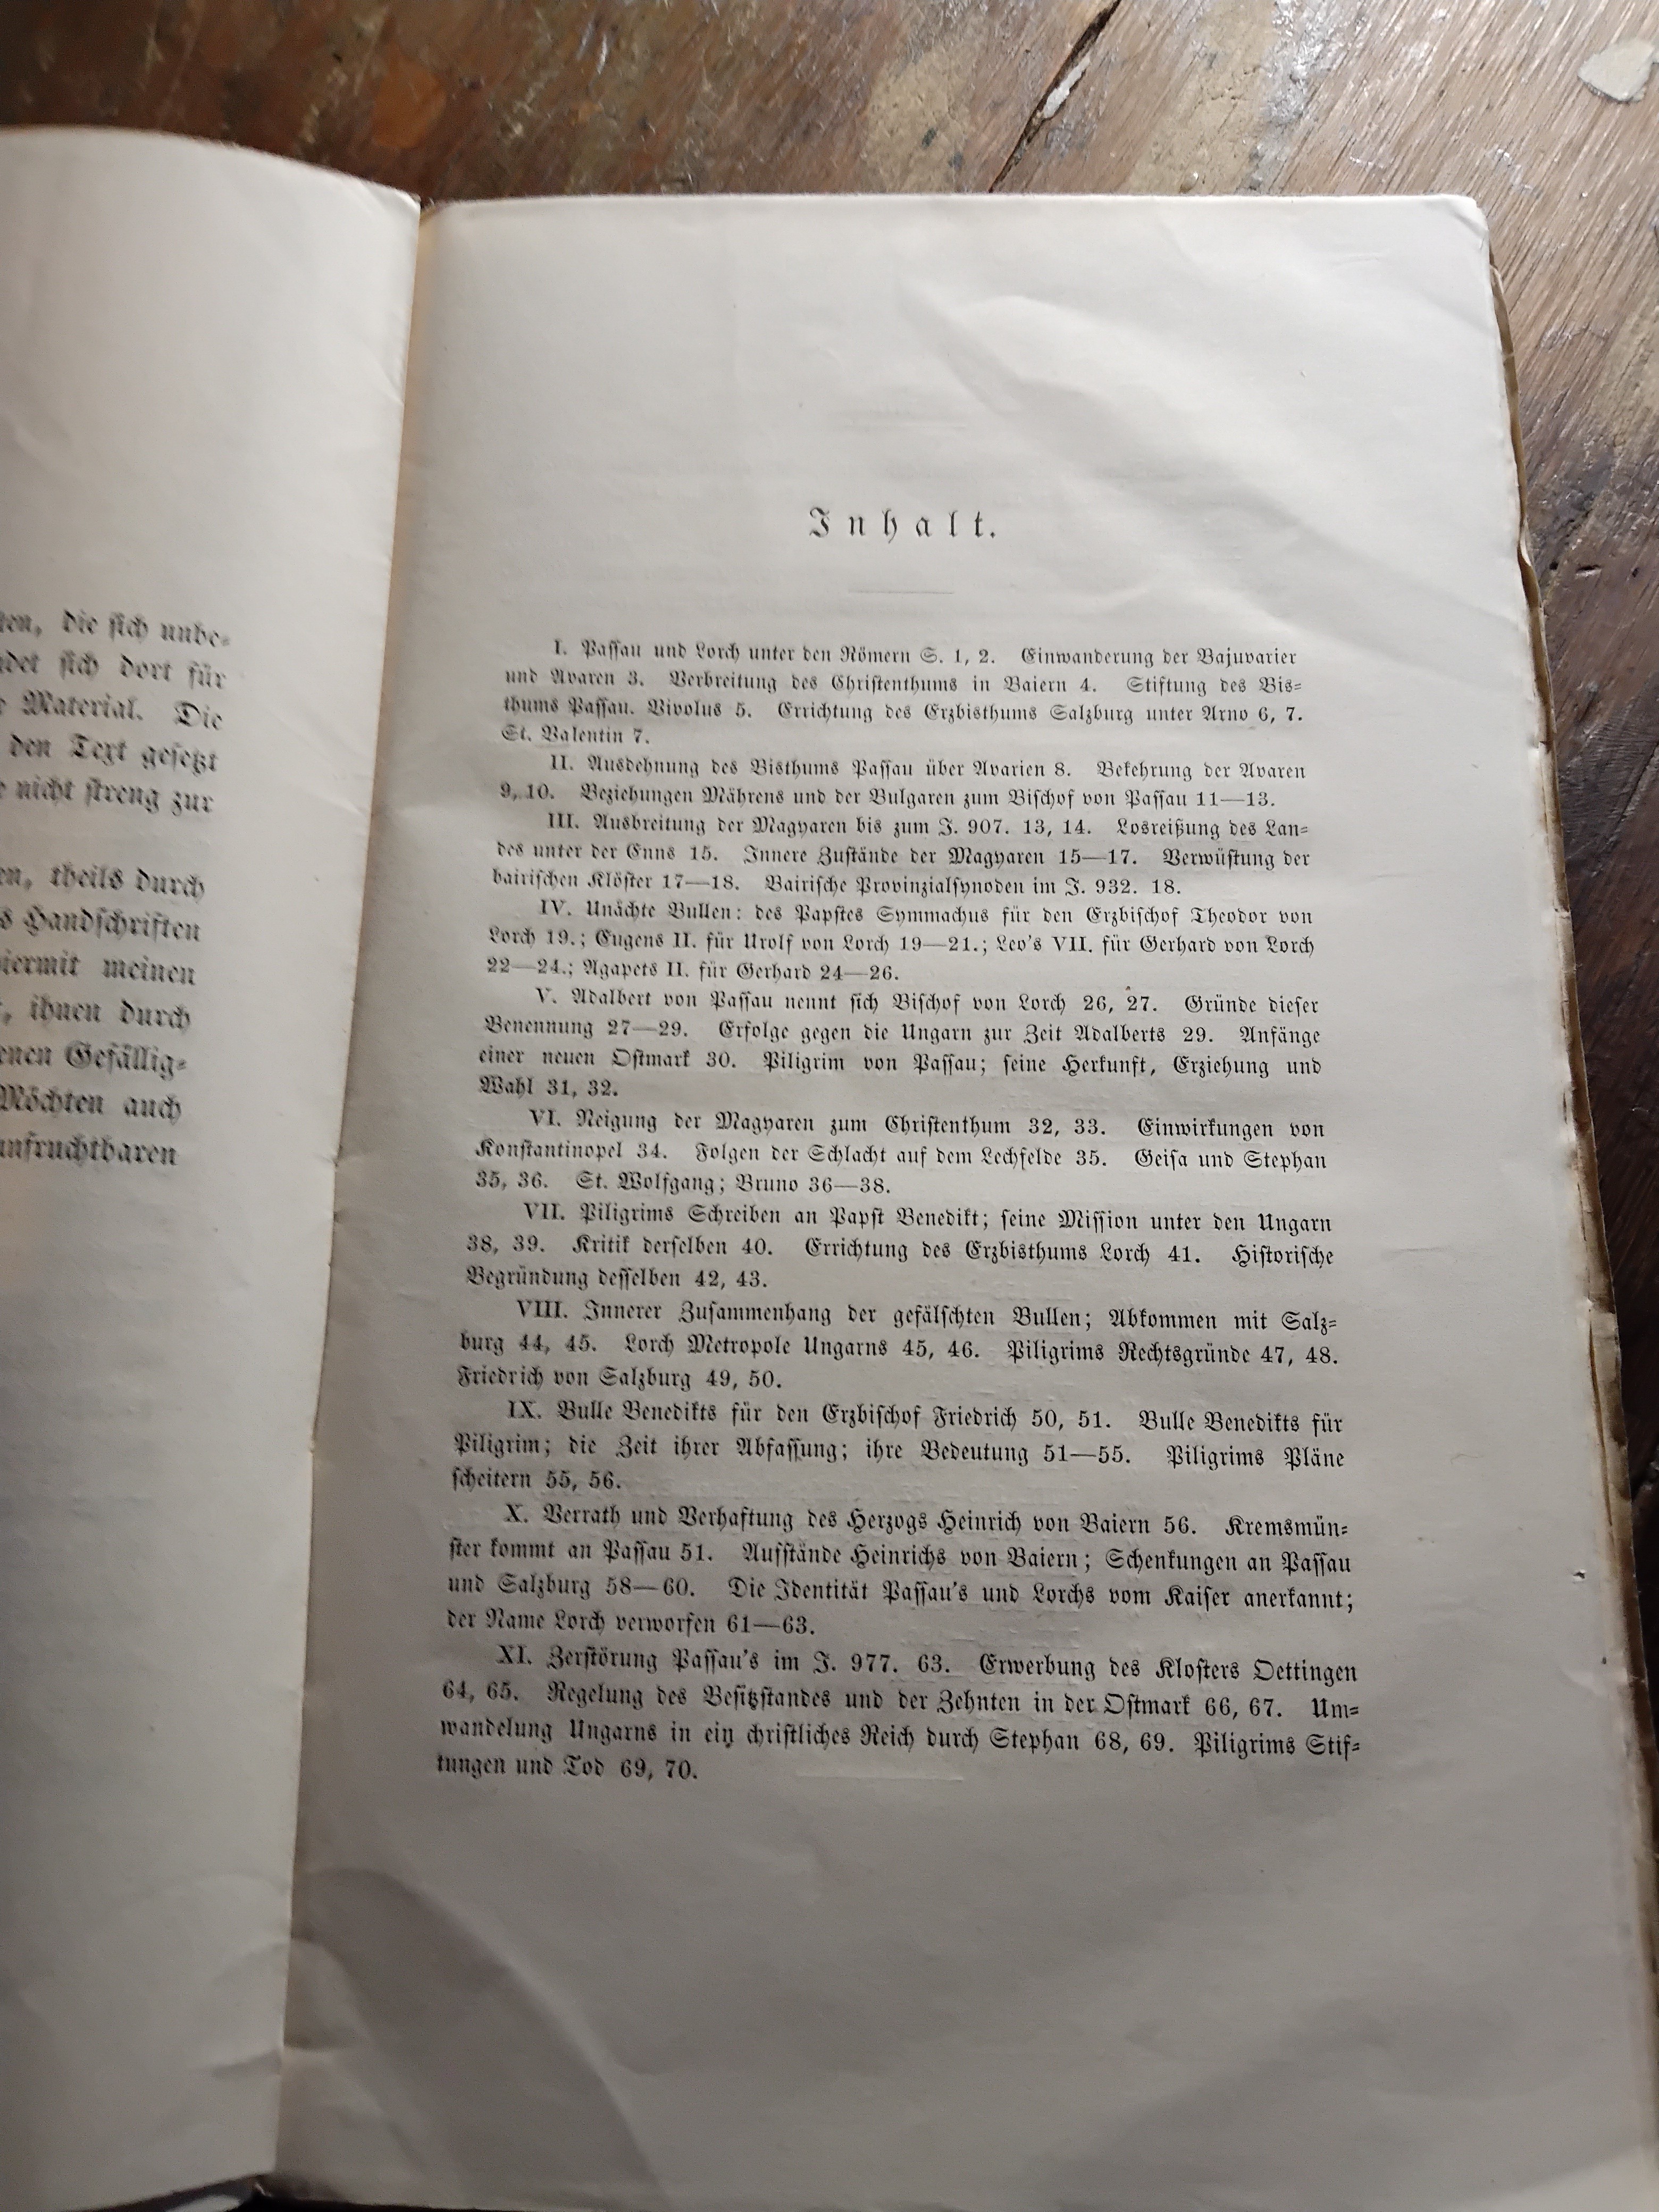 ten, die sich unbe-
det sich dort für
Material. Die
den Text gesetzt
nicht streng zur
en, theils durch
s Handschriften
hiermit meinen
t, ihnen durch
enen Gefällig-
Möchten auch
unfruchtbaren
Inhalt.
I. Passau und Lorch unter den Römern S. 1, 2. Einwanderung der Bajuvarier
und Avaren 3. Verbreitung des Christenthums in Baiern 4. Stiftung des Bis-
thums Passau. Vivolus 5. Errichtung des Erzbisthums Salzburg unter Arno 6, 7.
St. Valentin 7.
II. Ausdehnung des Bisthums Passau über Avarien 8. Bekehrung der Avaren
9, 10. Beziehungen Mährens und der Bulgaren zum Bischof von Passau 11—13.
III. Ausbreitung der Magyaren bis zum J. 907. 13, 14. Losreißung des Lan-
des unter der Enns 15. Innere Zustände der Magyaren 15—17. Verwüstung der
bairischen Klöster 17—18. Bairische Provinzialsynoden im J. 932. 18.
IV. Unächte Bullen: des Papstes Symmachus für den Erzbischof Theodor von
Lorch 19.; Eugens II. für Urolf von Lorch 19—21.; Leo's VII. für Gerhard von Lorch
22—24.; Agapets II. für Gerhard 24—26.
V. Adalbert von Passau nennt sich Bischof von Lorch 26, 27. Gründe dieser
Benennung 27—29. Erfolge gegen die Ungarn zur Zeit Adalberts 29. Anfänge
einer neuen Ostmark 30. Piligrim von Passau; seine Herkunft, Erziehung und
Wahl 31, 32.
VI. Neigung der Magyaren zum Christenthum 32, 33. Einwirkungen von
Konstantinopel 34. Folgen der Schlacht auf dem Lechfelde 35. Geisa und Stephan
35, 36. St. Wolfgang; Bruno 36—38.
VII. Piligrims Schreiben an Papst Benedikt; seine Mission unter den Ungarn
38, 39. Kritik derselben 40. Errichtung des Erzbisthums Lorch 41. Historische
Begründung desselben 42, 43.
VIII. Innerer Zusammenhang der gefälschten Bullen; Abkommen mit Salz-
burg 44, 45. Lorch Metropole Ungarns 45, 46. Piligrims Rechtsgründe 47, 48.
Friedrich von Salzburg 49, 50.
IX. Bulle Benedikts für den Erzbischof Friedrich 50, 51. Bulle Benedikts für
Piligrim; die Zeit ihrer Abfassung; ihre Bedeutung 51—55. Piligrims Pläne
scheitern 55, 56.
X. Verrath und Verhaftung des Herzogs Heinrich von Baiern 56. Kremsmün-
ster kommt an Passau 51. Aufstände Heinrichs von Baiern; Schenkungen an Passau
und Salzburg 58—60. Die Identität Passau's und Lorchs vom Kaiser anerkannt;
der Name Lorch verworfen 61—63.
XI. Zerstörung Passau's im J. 977. 63. Erwerbung des Klosters Oettingen
64, 65. Regelung des Besitzstandes und der Zehnten in der Ostmark 66, 67. Um-
wandelung Ungarns in ein christliches Reich durch Stephan 68, 69. Piligrims Stif-
tungen und Tod 69, 70.